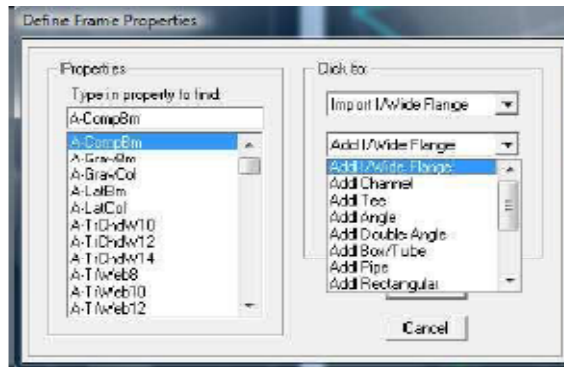 Define Frame Properties
Properties
Type in property to find:
A-CompBm
A-CompBm
A-GravBm
A-GravCol
A-LatBm
A-LatCol
A-TrChdW10
A-TrChdW12
A-TrChdW14
A-TrWeb8
A-TrWeb10
A-TrWeb12
Click to:
Import I/Wide Flange
Add I/Wide Flange
Add I/Wide Flange
Add Channel
Add Tee
Add Angle
Add Double Angle
Add Box/Tube
Add Pipe
Add Rectangular
Cancel